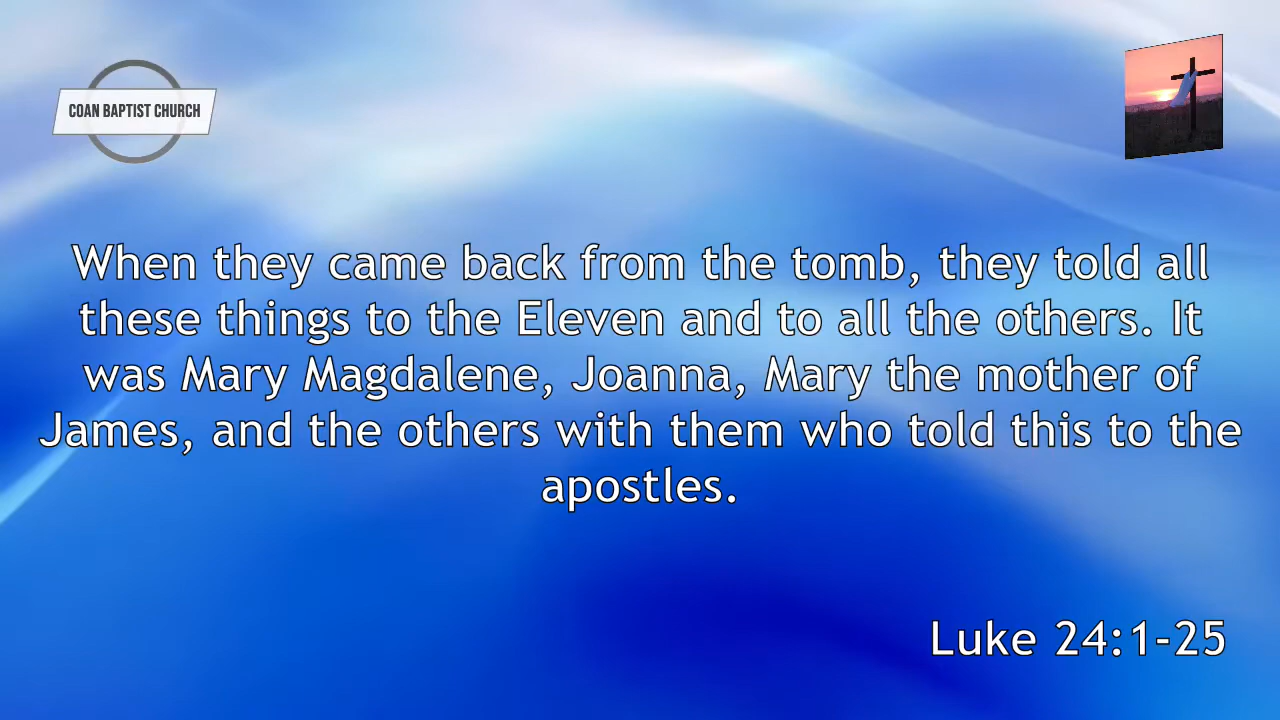 COAN BAPTIST CHURCH
When they came back from the tomb, they told all
these things to the Eleven and to all the others. It
was Mary Magdalene, Joanna, Mary the mother of
James, and the others with them who told this to the
apostles.
Luke 24:1-25